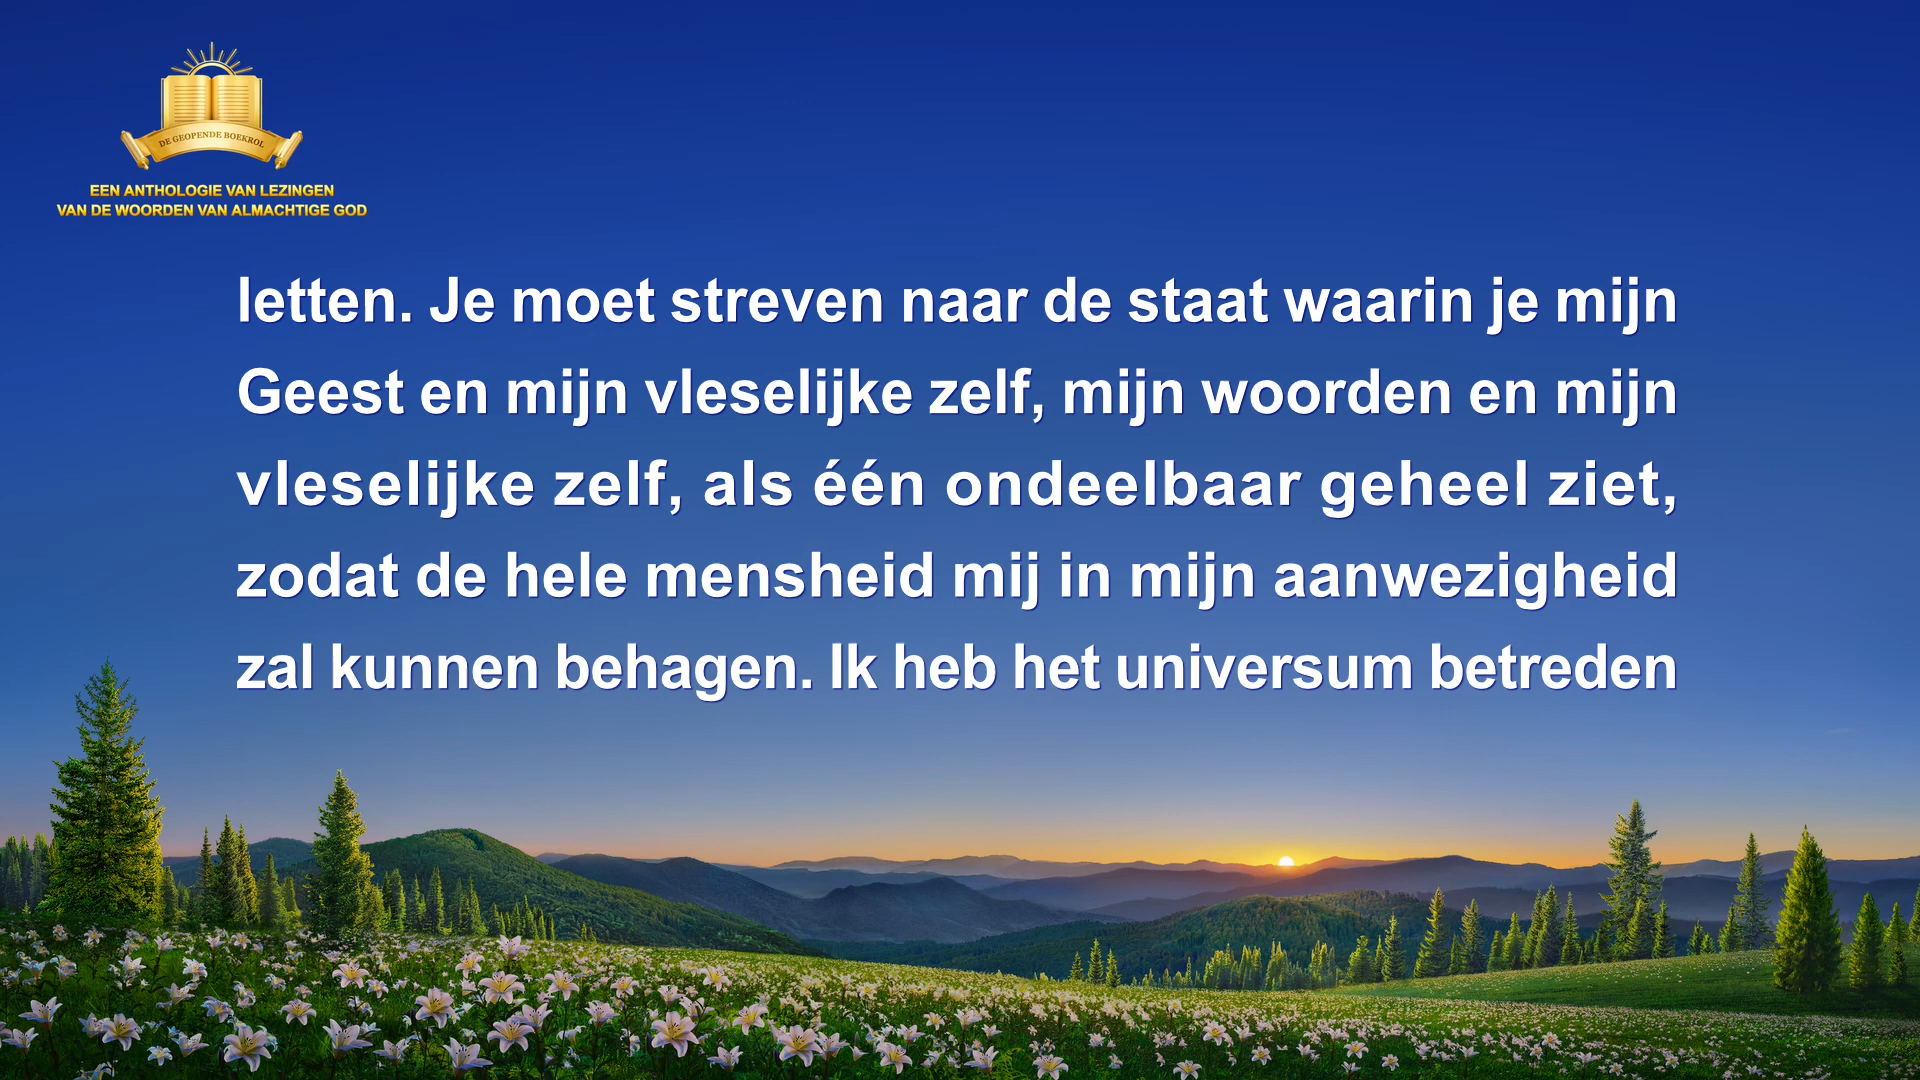 DE GEOPENDE BOEKROL
EEN ANTHOLOGIE VAN LEZINGEN
VAN DE WOORDEN VAN ALMACHTIGE GOD
letten. Je moet streven naar de staat waarin je mijn
Geest en mijn vleselijke zelf, mijn woorden en mijn
vleselijke zelf, als één ondeelbaar geheel ziet,
zodat de hele mensheid mij in mijn aanwezigheid
zal kunnen behagen. Ik heb het universum betreden